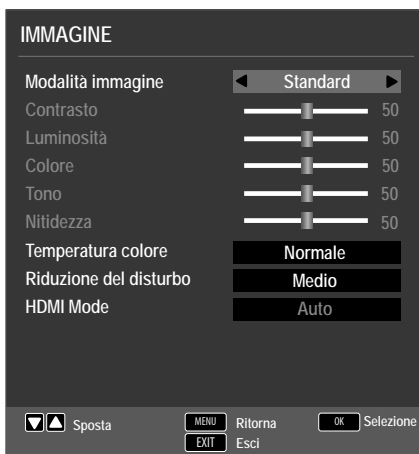 IMMAGINE
Modalità immagine Standard
Contrasto 50
Luminosità 50
Colore 50
Tono 50
Nitidezza 50
Temperatura colore Normale
Riduzione del disturbo Medio
HDMI Mode Auto
Sposta MENU Ritorna OK Selezione
EXIT Esci